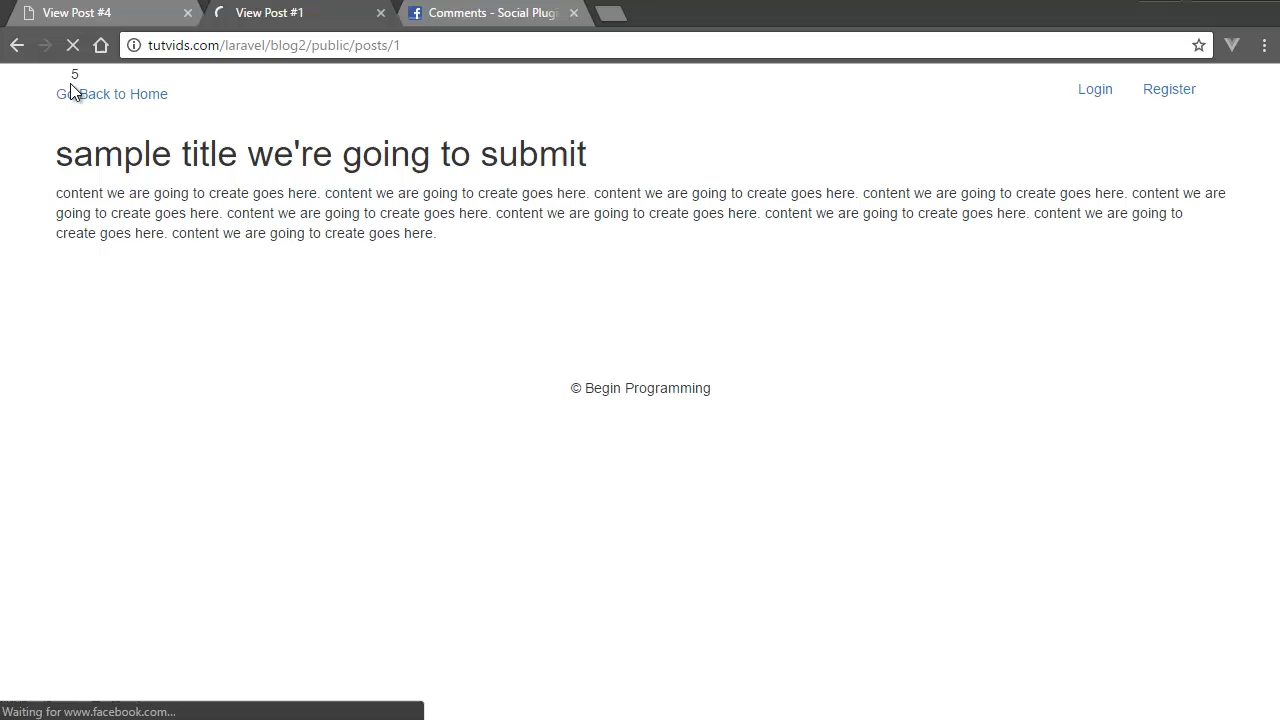 View Post #4
View Post #1
Comments - Social Plugi
tutvids.com/laravel/blog2/public/posts/1
5
Go Back to Home
Login
Register
sample title we're going to submit
content we are going to create goes here. content we are going to create goes here. content we are going to create goes here. content we are going to create goes here. content we are
going to create goes here. content we are going to create goes here. content we are going to create goes here. content we are going to create goes here. content we are going to
create goes here. content we are going to create goes here.
© Begin Programming
Waiting for www.facebook.com...